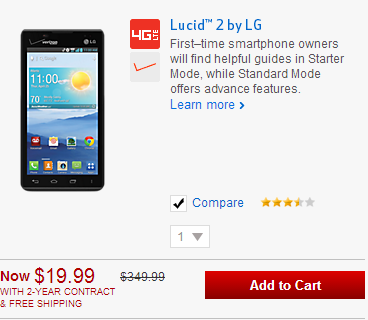 Lucid™ 2 by LG
First–time smartphone owners
will find helpful guides in Starter
Mode, while Standard Mode
offers advance features.
Learn more ›
4G LTE
verizon
LG
Compare
1
Now $19.99 $349.99
WITH 2-YEAR CONTRACT
& FREE SHIPPING
Add to Cart